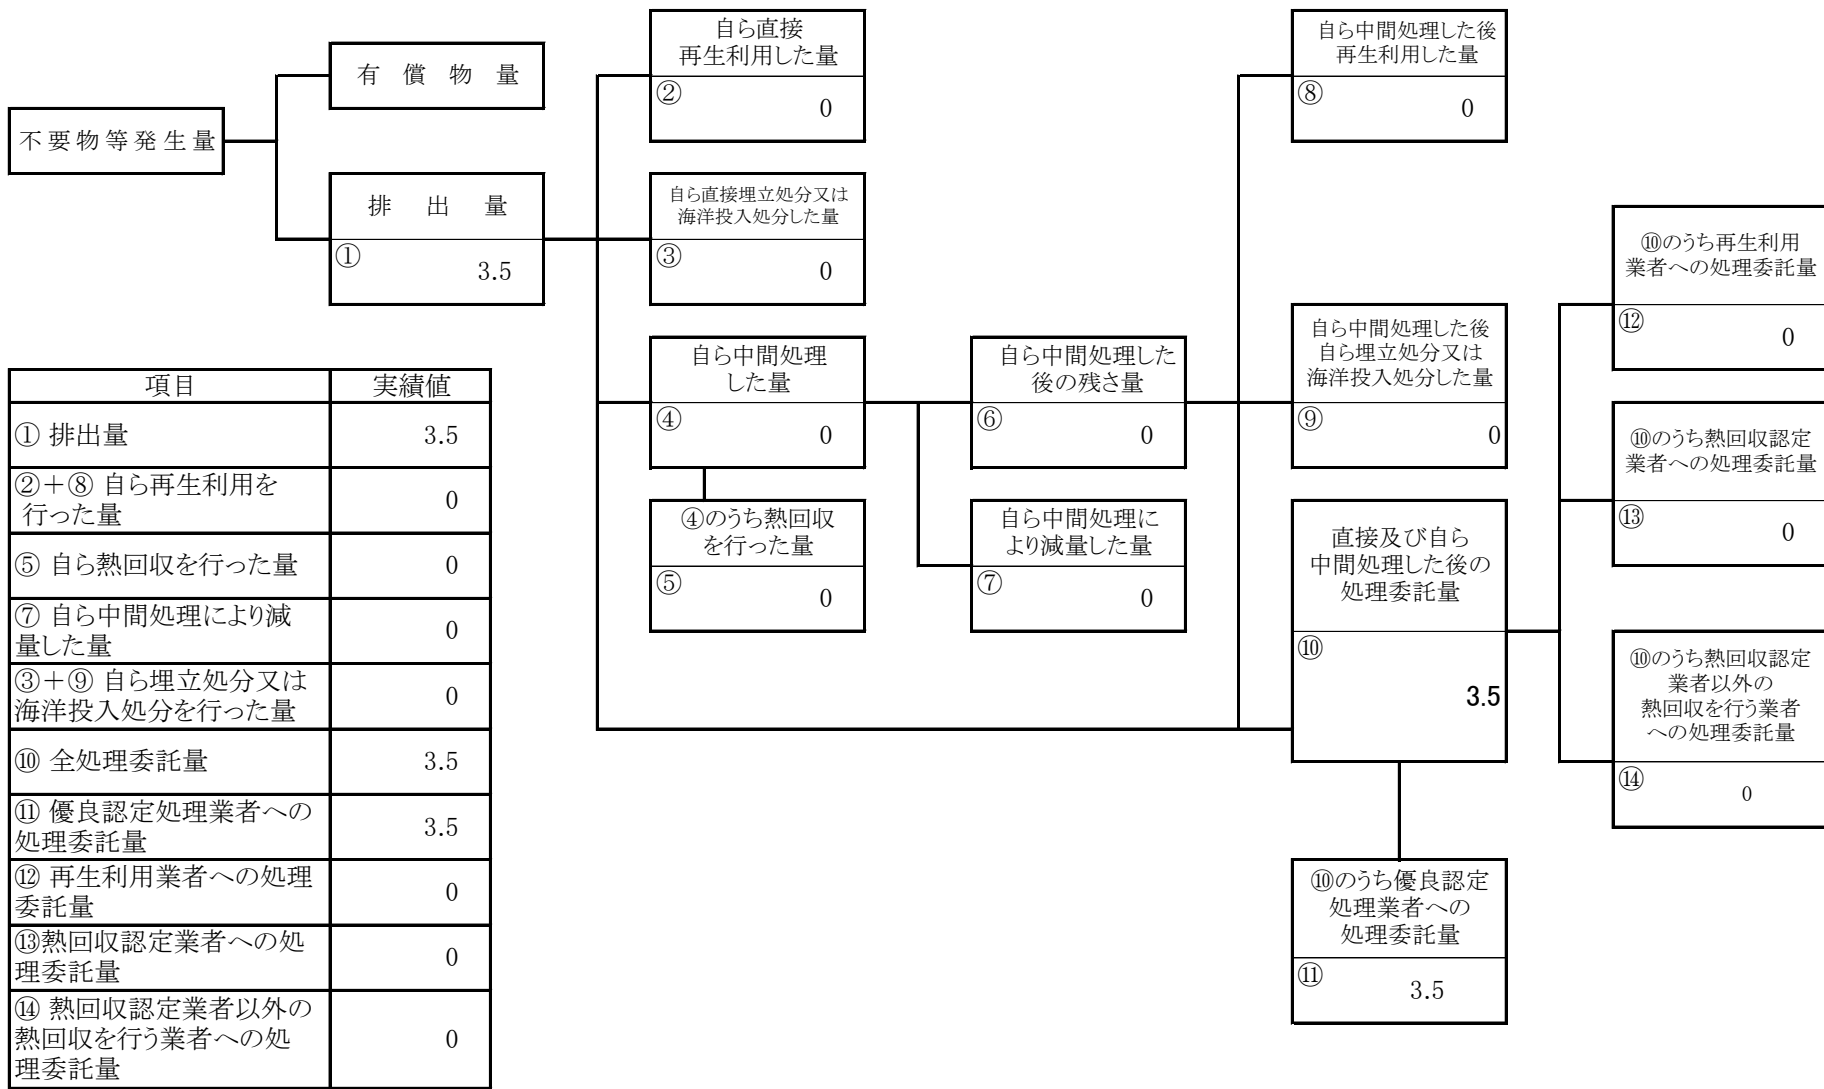 不要物等発生量
有償物量
排出量
①
3.5
自ら直接
再生利用した量
②
0
自ら直接埋立処分又は
海洋投入処分した量
③
0
自ら中間処理
した量
④
0
④のうち熱回収
を行った量
⑤
0
自ら中間処理した
後の残さ量
⑥
0
自ら中間処理に
より減量した量
⑦
0
自ら中間処理した後
再生利用した量
⑧
0
自ら中間処理した後
自ら埋立処分又は
海洋投入処分した量
⑨
0
直接及び自ら
中間処理した後の
処理委託量
⑩
3.5
⑩のうち優良認定
処理業者への
処理委託量
⑪
3.5
⑩のうち再生利用
業者への処理委託量
⑫
0
⑩のうち熱回収認定
業者への処理委託量
⑬
0
⑩のうち熱回収認定
業者以外の
熱回収を行う業者
への処理委託量
⑭
0
項目 実績値
① 排出量 3.5
②+⑧ 自ら再生利用を
行った量 0
⑤ 自ら熱回収を行った量 0
⑦ 自ら中間処理により減
量した量 0
③+⑨ 自ら埋立処分又は
海洋投入処分を行った量 0
⑩ 全処理委託量 3.5
⑪ 優良認定処理業者への
処理委託量 3.5
⑫ 再生利用業者への処理
委託量 0
⑬熱回収認定業者への処
理委託量 0
⑭ 熱回収認定業者以外の
熱回収を行う業者への処
理委託量 0